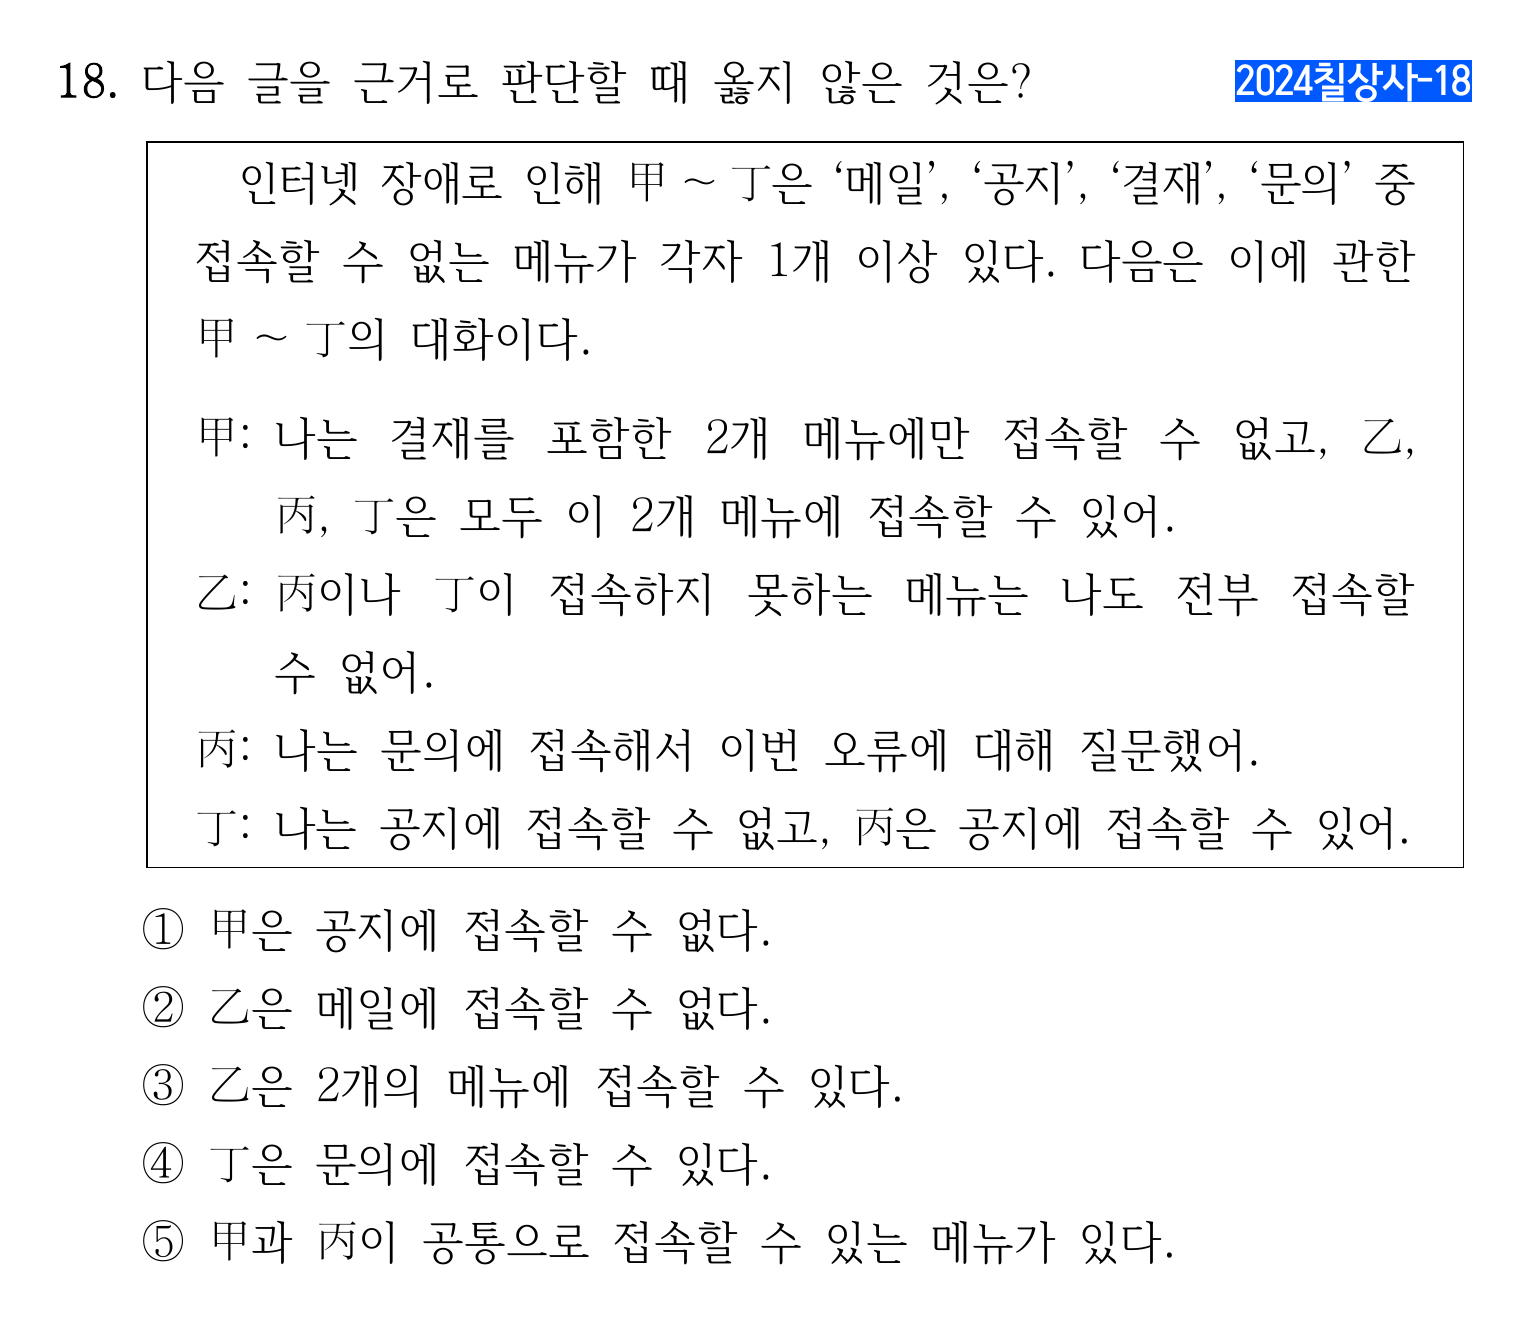 18. 다음 글을 근거로 판단할 때 옳지 않은 것은?
2024칠상사-18
인터넷 장애로 인해 甲 ~ 丁은 ‘메일’, ‘공지’, ‘결재’, ‘문의’ 중
접속할 수 없는 메뉴가 각자 1개 이상 있다. 다음은 이에 관한
甲 ~ 丁의 대화이다.
甲: 나는 결재를 포함한 2개 메뉴에만 접속할 수 없고, 乙,
丙, 丁은 모두 이 2개 메뉴에 접속할 수 있어.
乙: 丙이나 丁이 접속하지 못하는 메뉴는 나도 전부 접속할
수 없어.
丙: 나는 문의에 접속해서 이번 오류에 대해 질문했어.
丁: 나는 공지에 접속할 수 없고, 丙은 공지에 접속할 수 있어.
① 甲은 공지에 접속할 수 없다.
② 乙은 메일에 접속할 수 없다.
③ 乙은 2개의 메뉴에 접속할 수 있다.
④ 丁은 문의에 접속할 수 있다.
⑤ 甲과 丙이 공통으로 접속할 수 있는 메뉴가 있다.